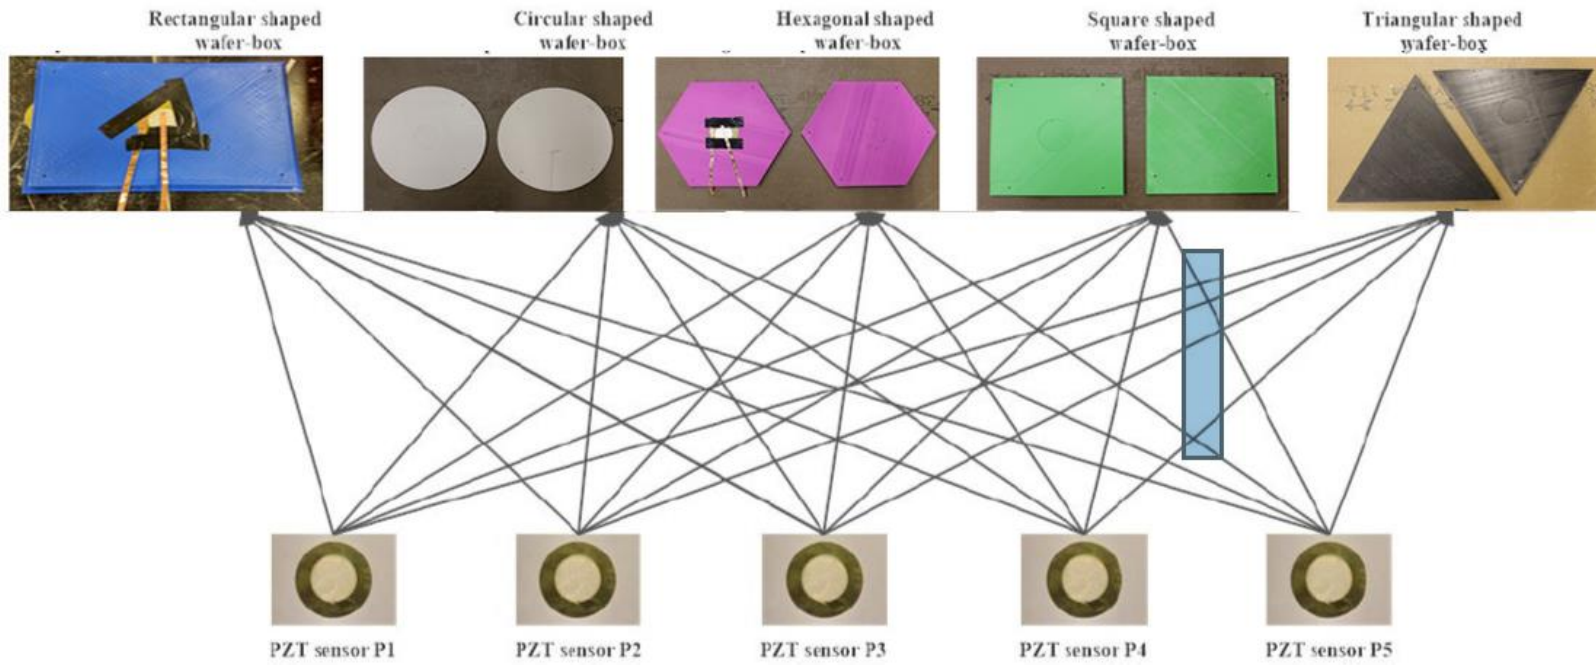 Rectangular shaped
wafer-box
Circular shaped
wafer-box
Hexagonal shaped
wafer-box
Square shaped
wafer-box
Triangular shaped
wafer-box
PZT sensor P1
PZT sensor P2
PZT sensor P3
PZT sensor P4
PZT sensor P5